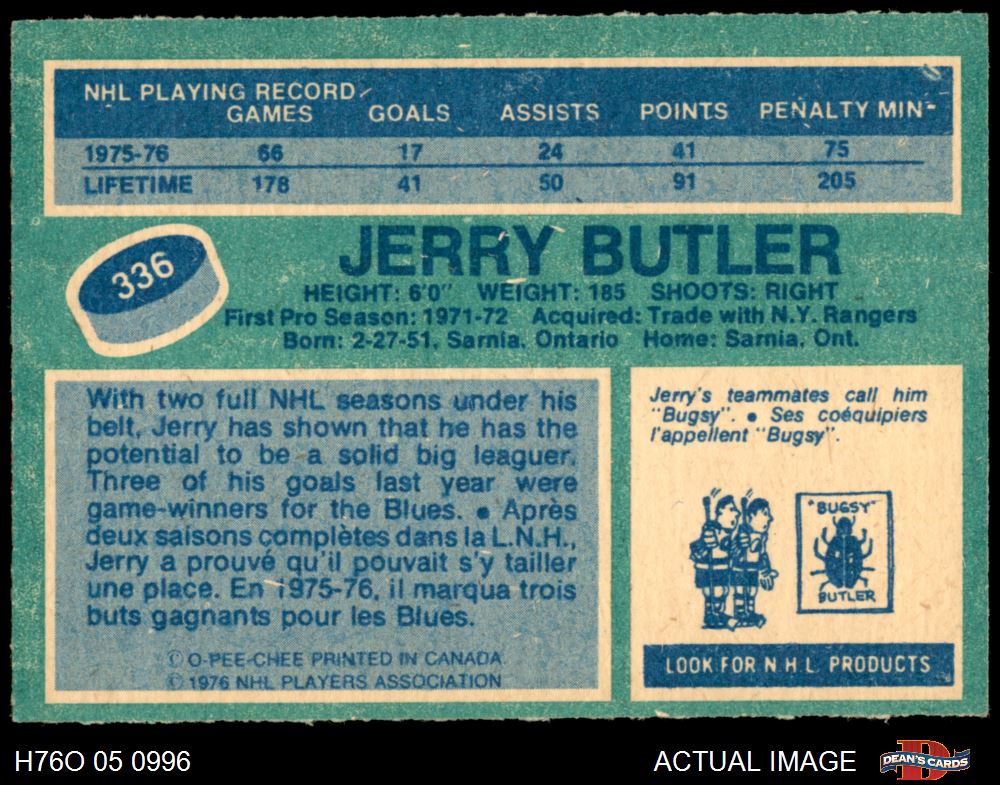 NHL PLAYING RECORD
GAMES GOALS ASSISTS POINTS PENALTY MIN.
1975-76 66 17 24 41 75
LIFETIME 178 41 50 91 205
336
JERRY BUTLER
HEIGHT: 6'0" WEIGHT: 185 SHOOTS: RIGHT
First Pro Season: 1971-72 Acquired: Trade with N.Y. Rangers
Born: 2-27-51, Sarnia, Ontario Home: Sarnia, Ont.
With two full NHL seasons under his
belt, Jerry has shown that he has the
potential to be a solid big leaguer.
Three of his goals last year were
game-winners for the Blues. ● Après
deux saisons complètes dans la L.N.H.,
Jerry a prouvé qu'il pouvait s'y tailler
une place. En 1975-76, il marqua trois
buts gagnants pour les Blues.
© O-PEE-CHEE PRINTED IN CANADA
© 1976 NHL PLAYERS ASSOCIATION
Jerry's teammates call him
"Bugsy". ● Ses coéquipiers
l'appellent "Bugsy".
"BUGSY"
BUTLER
LOOK FOR N H L PRODUCTS
H76O 05 0996
ACTUAL IMAGE
D
DEAN'S CARDS